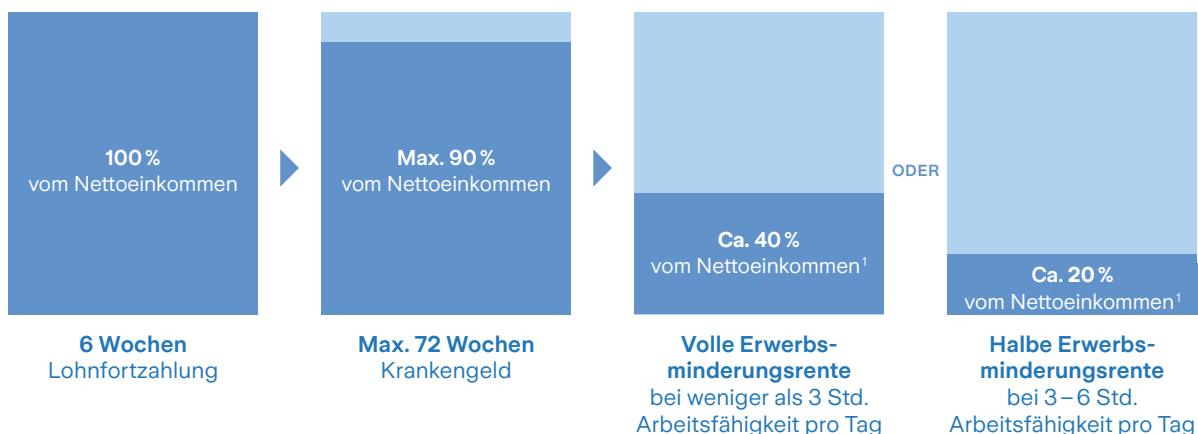 100 %
vom Nettoeinkommen
6 Wochen
Lohnfortzahlung
Max. 90 %
vom Nettoeinkommen
Max. 72 Wochen
Krankengeld
Ca. 40 %
vom Nettoeinkommen¹
Volle Erwerbs-
minderungsrente
bei weniger als 3 Std.
Arbeitsfähigkeit pro Tag
ODER
Ca. 20 %
vom Nettoeinkommen¹
Halbe Erwerbs-
minderungsrente
bei 3 – 6 Std.
Arbeitsfähigkeit pro Tag